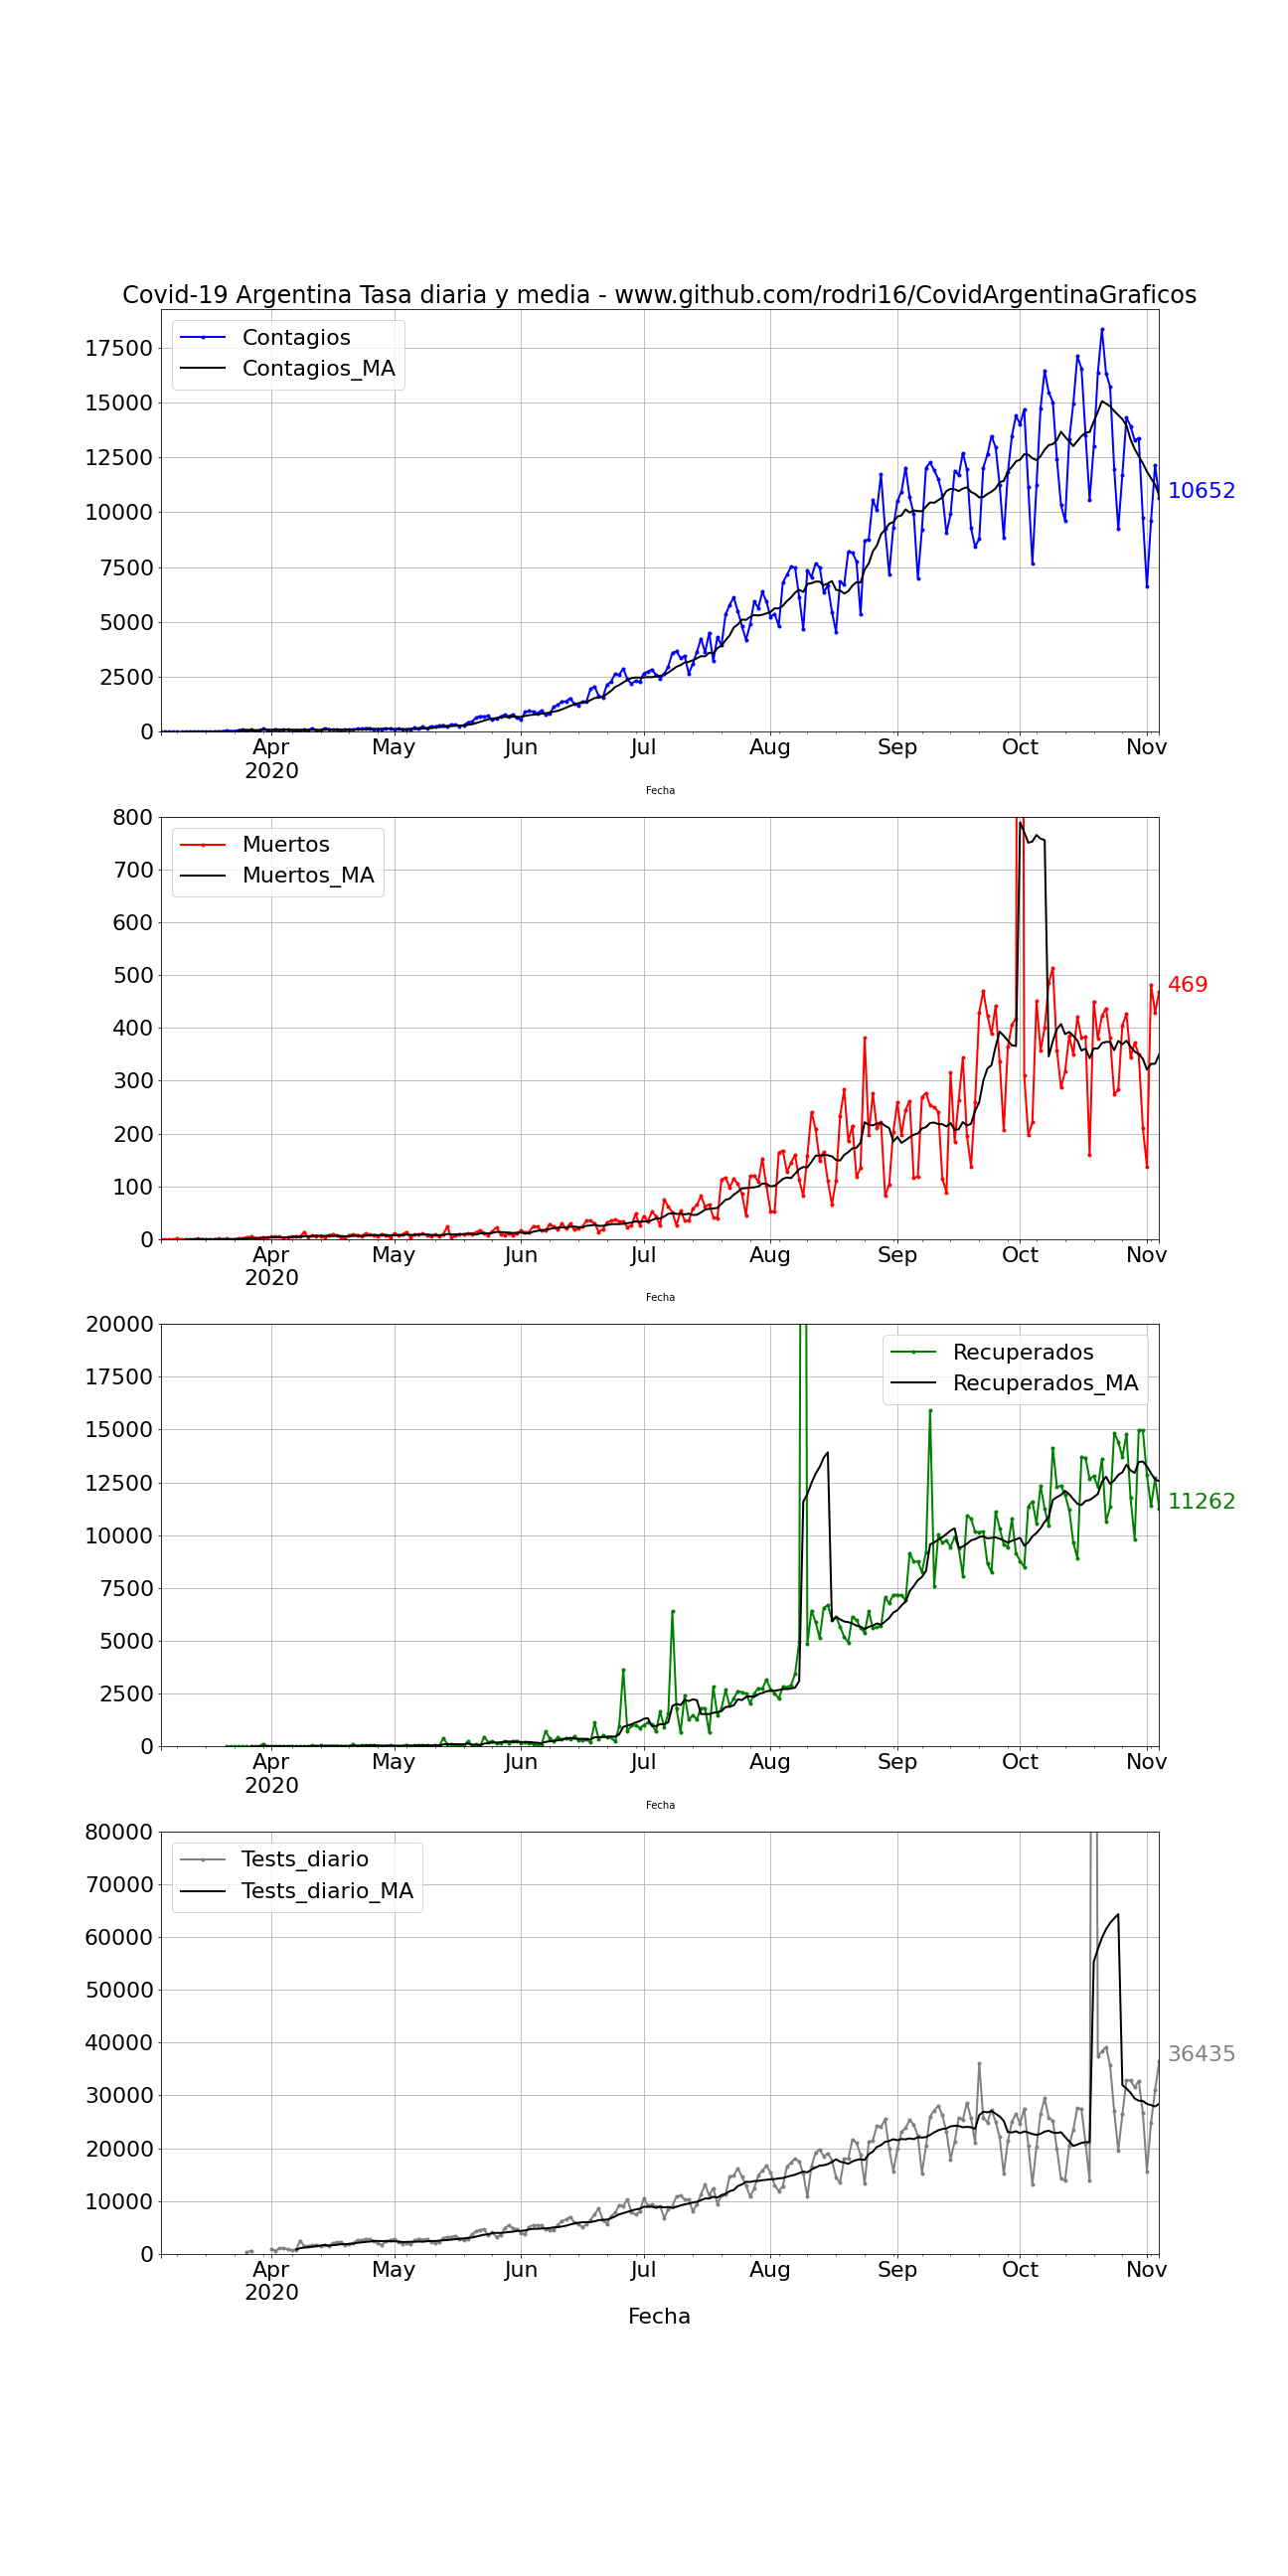 Covid-19 Argentina Tasa diaria y media - www.github.com/rodri16/CovidArgentinaGraficos
Contagios
Contagios_MA
17500
15000
12500
10000
7500
5000
2500
0
10652
Apr May Jun Jul Aug Sep Oct Nov
2020
Fecha
Muertos
Muertos_MA
800
700
600
500
400
300
200
100
0
469
Apr May Jun Jul Aug Sep Oct Nov
2020
Fecha
Recuperados
Recuperados_MA
20000
17500
15000
12500
10000
7500
5000
2500
0
11262
Apr May Jun Jul Aug Sep Oct Nov
2020
Fecha
Tests_diario
Tests_diario_MA
80000
70000
60000
50000
40000
30000
20000
10000
0
36435
Apr May Jun Jul Aug Sep Oct Nov
2020
Fecha